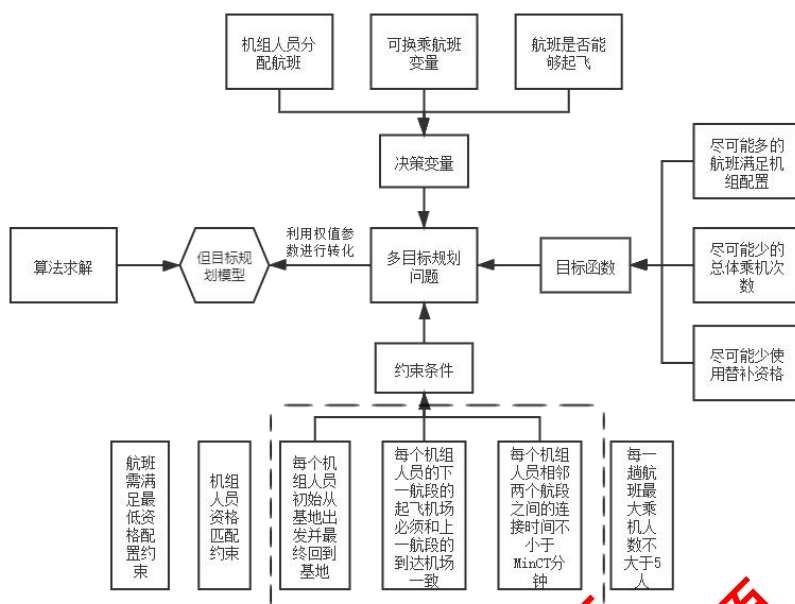 机组人员分
配航班
可换乘航班
变量
航班是否能
够起飞
决策变量
尽可能多的
航班满足机
组配置
算法求解
但目标规
划模型
利用权值参
数进行转化
多目标规划
问题
目标函数
尽可能少的
总体乘机次
数
约束条件
尽可能少使
用替补资格
航班
需满
足最
低资
格配
置约
束
机组
人员
资格
匹配
约束
每个机
组人员
初始从
基地出
发并最
终回到
基地
每个机组
人员的下
一航段的
起飞机场
必须和上
一航段的
到达机场
一致
每个机组
人员相邻
两个航段
之间的连
接时间不
小于
MinCT分
钟
每一
趟航
班最
大乘
机人
数不
大于5
人